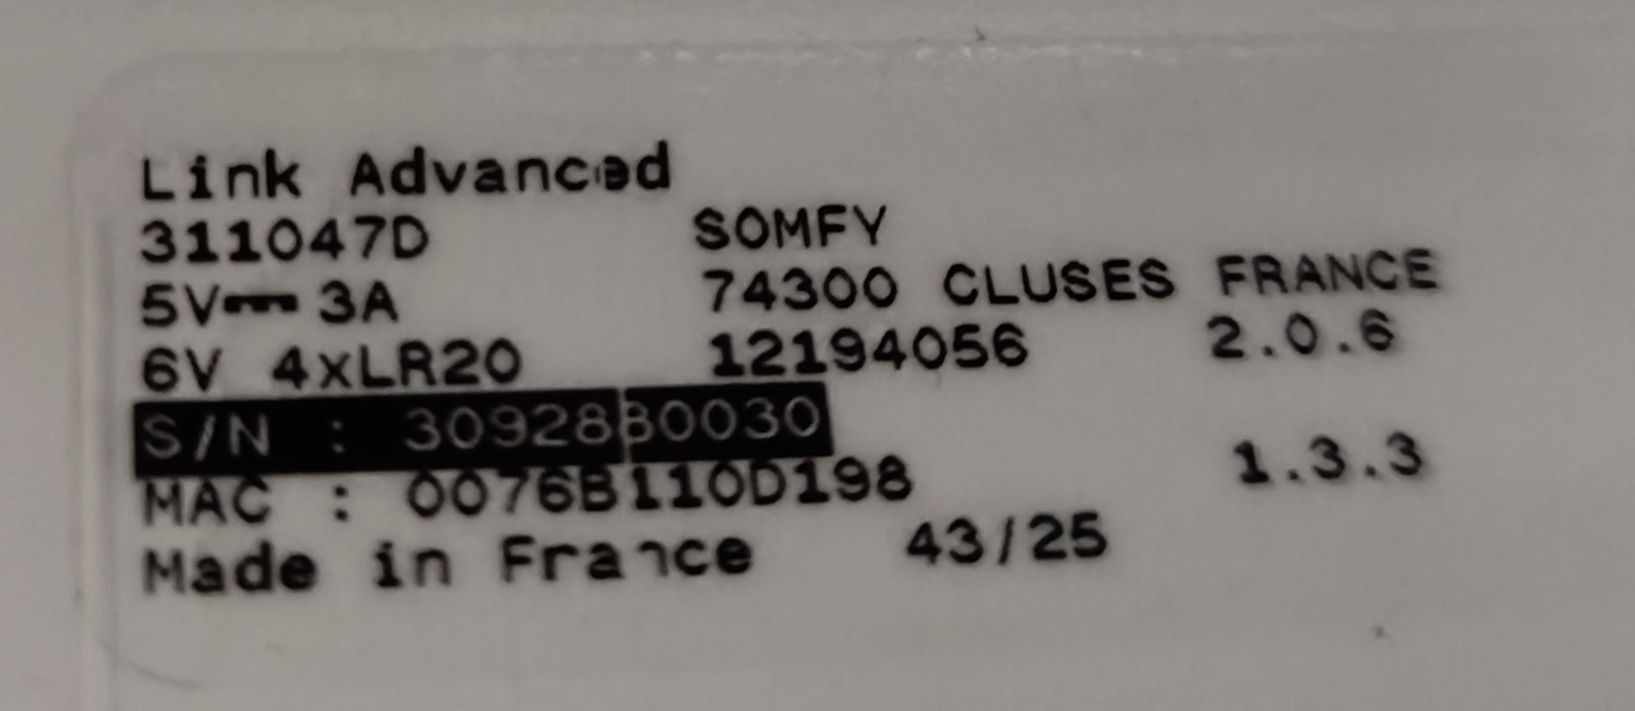 Link Advanced
311047D SOMFY
5V⎓3A 74300 CLUSES FRANCE
6V 4xLR20 12194056 2.0.6
S/N :
MAC : 0076B110D198 1.3.3
Made in France 43/25